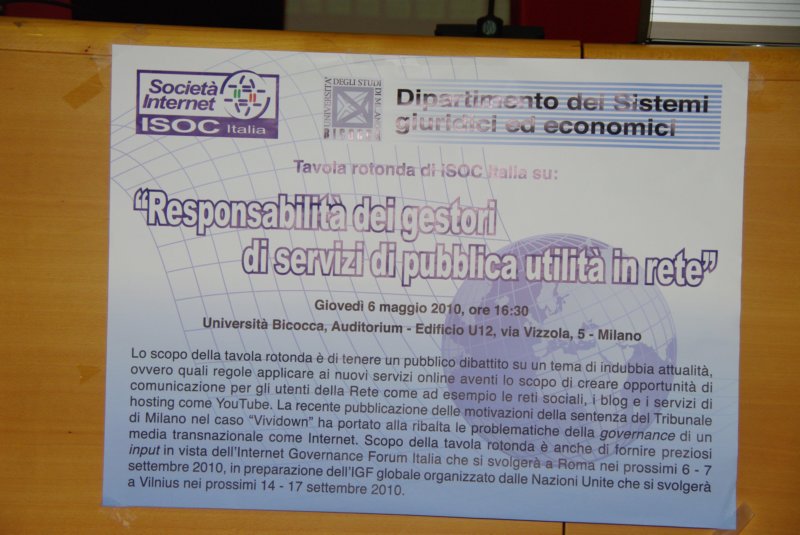 Società
Internet
ISOC Italia
UNIVERSITÀ
DEGLI STUDI
DI MILANO
BICOCCA
Dipartimento dei Sistemi
giuridici ed economici
Tavola rotonda di ISOC Italia su:
"Responsabilità dei gestori
di servizi di pubblica utilità in rete"
Giovedì 6 maggio 2010, ore 16:30
Università Bicocca, Auditorium - Edificio U12, via Vizzola, 5 - Milano
Lo scopo della tavola rotonda è di tenere un pubblico dibattito su un tema di indubbia attualità,
ovvero quali regole applicare ai nuovi servizi online aventi lo scopo di creare opportunità di
comunicazione per gli utenti della Rete come ad esempio le reti sociali, i blog e i servizi di
hosting come YouTube. La recente pubblicazione delle motivazioni della sentenza del Tribunale
di Milano nel caso "Vividown" ha portato alla ribalta le problematiche della governance di un
media transnazionale come Internet. Scopo della tavola rotonda è anche di fornire preziosi
input in vista dell'Internet Governance Forum Italia che si svolgerà a Roma nei prossimi 6 - 7
settembre 2010, in preparazione dell'IGF globale organizzato dalle Nazioni Unite che si svolgerà
a Vilnius nei prossimi 14 - 17 settembre 2010.